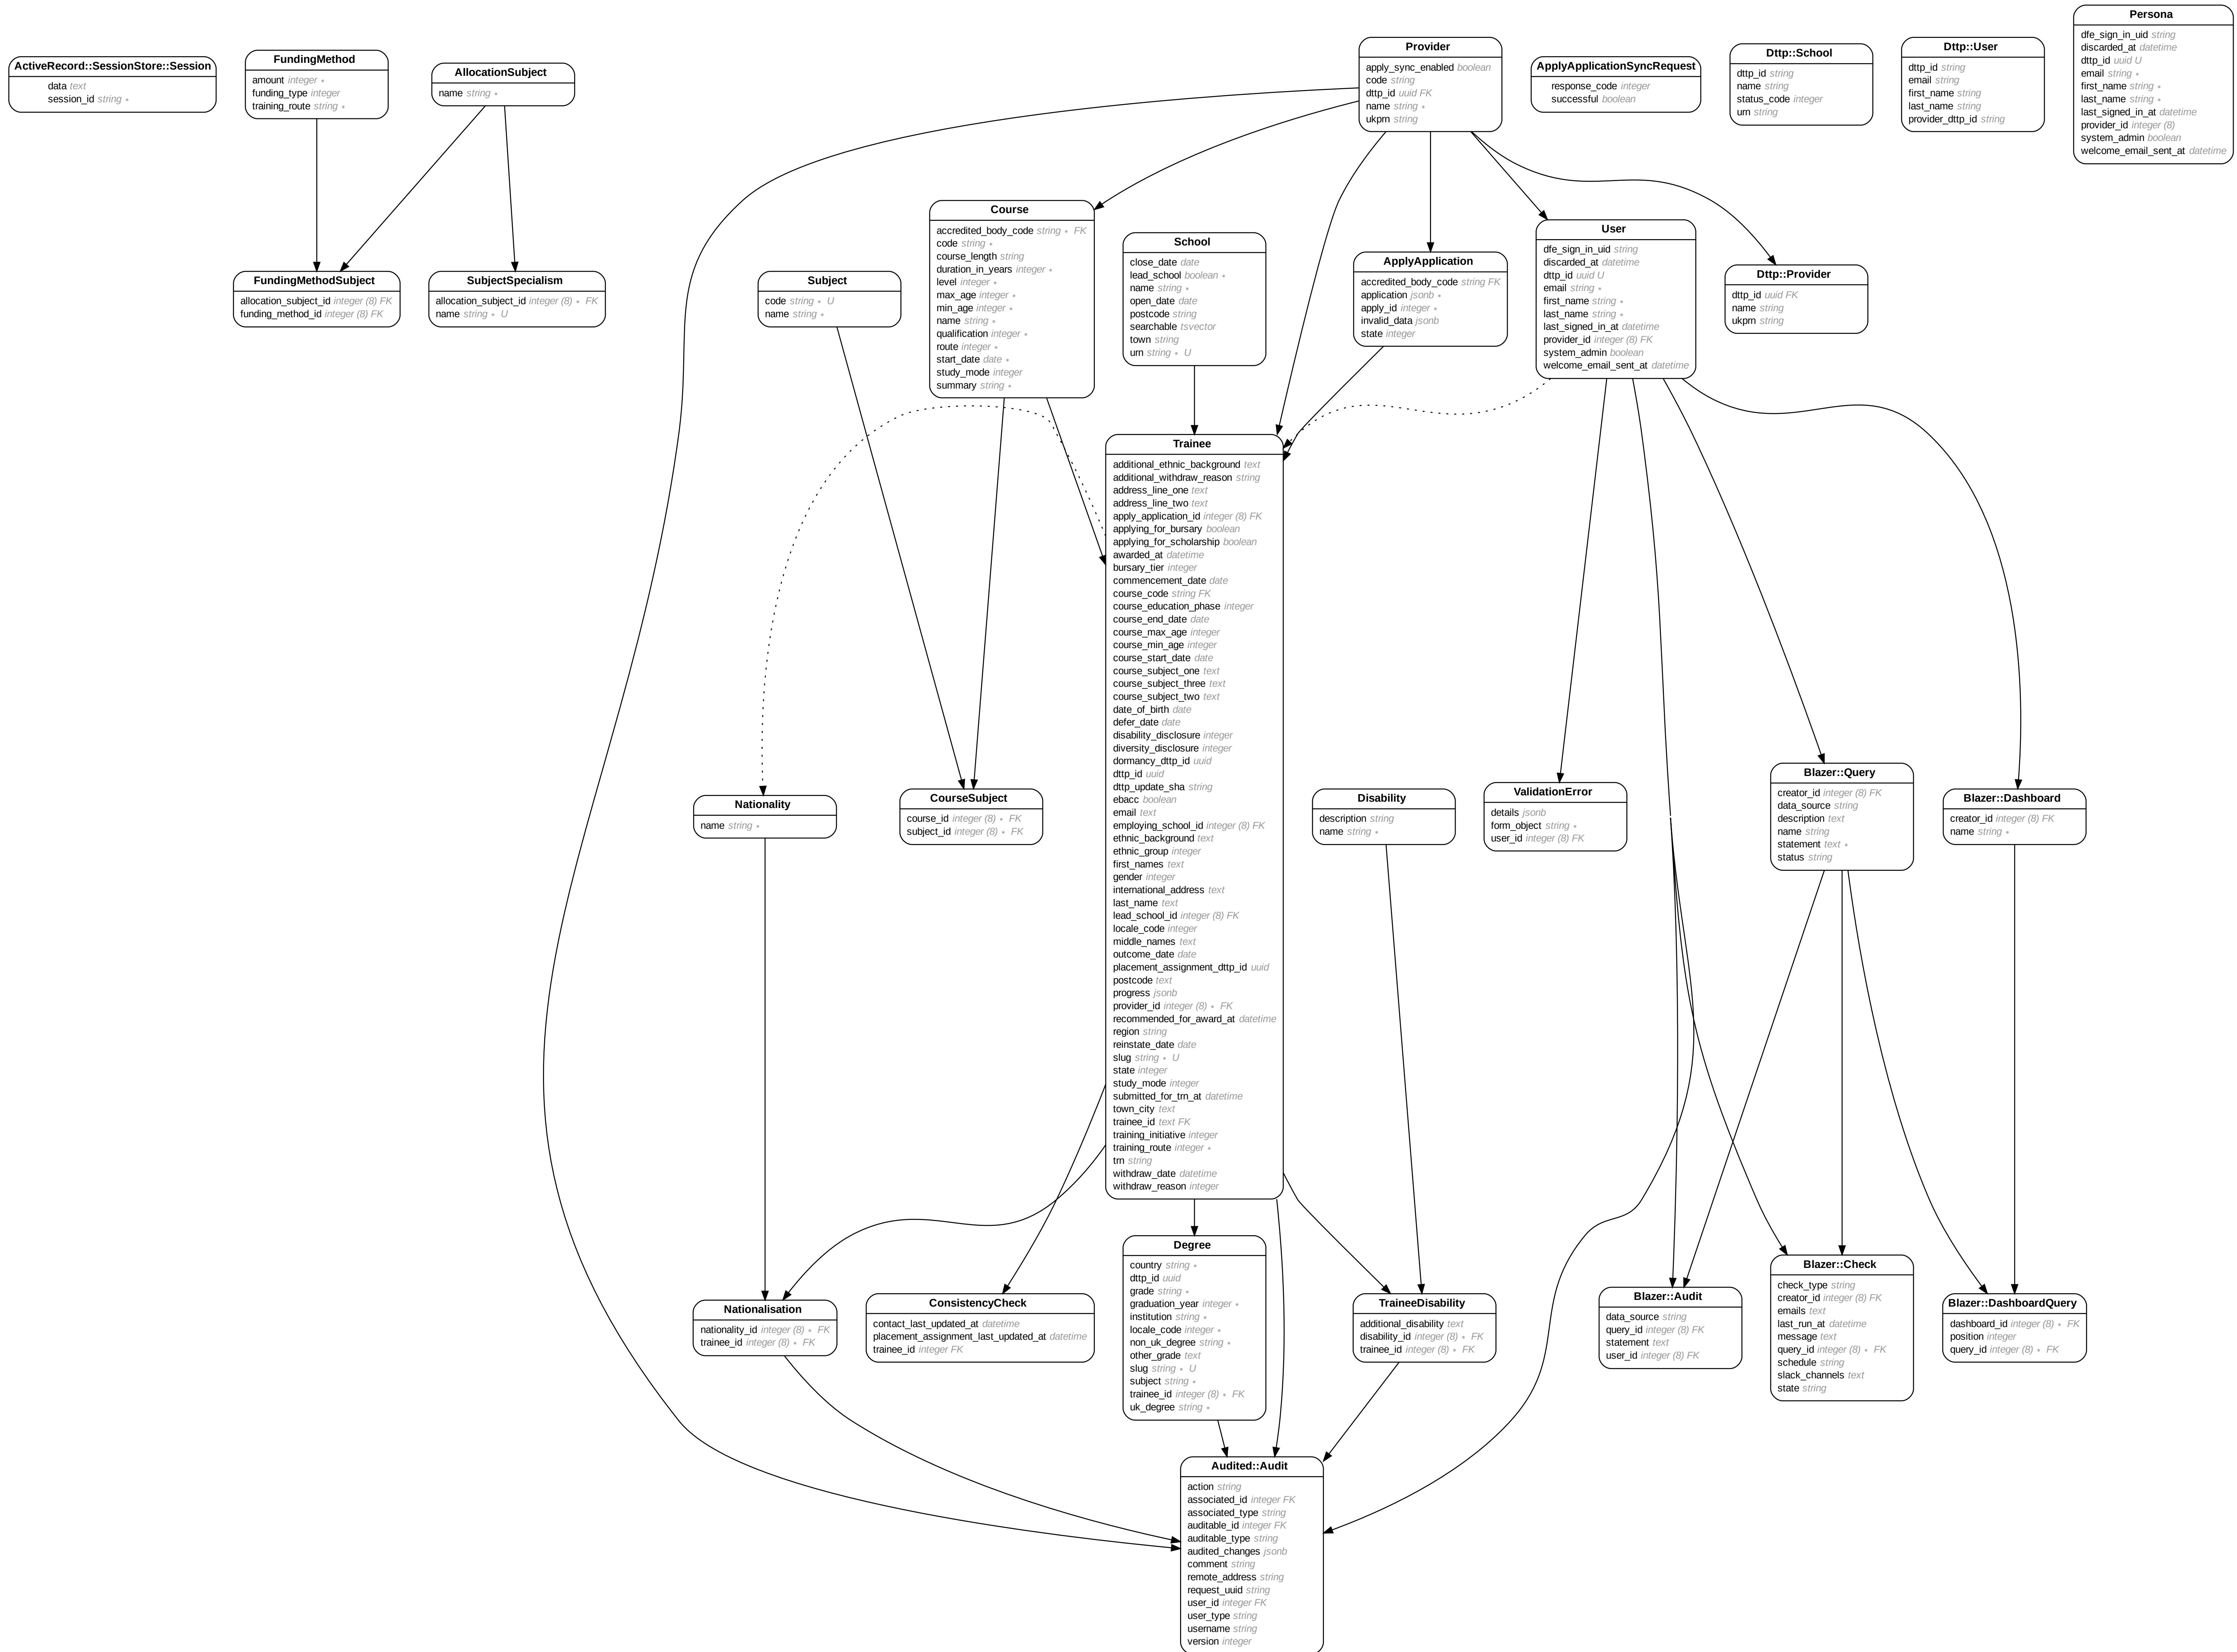 ActiveRecord::SessionStore::Session
data text
session_id string ∗
FundingMethod
amount integer ∗
funding_type integer
training_route string ∗
AllocationSubject
name string ∗
Provider
apply_sync_enabled boolean
code string
dttp_id uuid FK
name string ∗
ukprn string
ApplyApplicationSyncRequest
response_code integer
successful boolean
Dttp::School
dttp_id string
name string
status_code integer
urn string
Dttp::User
dttp_id string
email string
first_name string
last_name string
provider_dttp_id string
Persona
dfe_sign_in_uid string
discarded_at datetime
dttp_id uuid U
email string ∗
first_name string ∗
last_name string ∗
last_signed_in_at datetime
provider_id integer (8)
system_admin boolean
welcome_email_sent_at datetime
FundingMethodSubject
allocation_subject_id integer (8) FK
funding_method_id integer (8) FK
SubjectSpecialism
allocation_subject_id integer (8) ∗ FK
name string ∗ U
Subject
code string ∗ U
name string ∗
Course
accredited_body_code string ∗ FK
code string ∗
course_length string
duration_in_years integer ∗
level integer ∗
max_age integer ∗
min_age integer ∗
name string ∗
qualification integer ∗
route integer ∗
start_date date ∗
study_mode integer
summary string ∗
School
close_date date
lead_school boolean ∗
name string ∗
open_date date
postcode string
searchable tsvector
town string
urn string ∗ U
ApplyApplication
accredited_body_code string FK
application jsonb ∗
apply_id integer ∗
invalid_data jsonb
state integer
User
dfe_sign_in_uid string
discarded_at datetime
dttp_id uuid U
email string ∗
first_name string ∗
last_name string ∗
last_signed_in_at datetime
provider_id integer (8) FK
system_admin boolean
welcome_email_sent_at datetime
Dttp::Provider
dttp_id uuid FK
name string
ukprn string
Trainee
additional_ethnic_background text
additional_withdraw_reason string
address_line_one text
address_line_two text
apply_application_id integer (8) FK
applying_for_bursary boolean
applying_for_scholarship boolean
awarded_at datetime
bursary_tier integer
commencement_date date
course_code string FK
course_education_phase integer
course_end_date date
course_max_age integer
course_min_age integer
course_start_date date
course_subject_one text
course_subject_three text
course_subject_two text
date_of_birth date
defer_date date
disability_disclosure integer
diversity_disclosure integer
dormancy_dttp_id uuid
dttp_id uuid
dttp_update_sha string
ebacc boolean
email text
employing_school_id integer (8) FK
ethnic_background text
ethnic_group integer
first_names text
gender integer
international_address text
last_name text
lead_school_id integer (8) FK
locale_code integer
middle_names text
outcome_date date
placement_assignment_dttp_id uuid
postcode text
progress jsonb
provider_id integer (8) ∗ FK
recommended_for_award_at datetime
region string
reinstate_date date
slug string ∗ U
state integer
study_mode integer
submitted_for_trn_at datetime
town_city text
trainee_id text FK
training_initiative integer
training_route integer ∗
trn string
withdraw_date datetime
withdraw_reason integer
Nationality
name string ∗
CourseSubject
course_id integer (8) ∗ FK
subject_id integer (8) ∗ FK
Disability
description string
name string ∗
ValidationError
details jsonb
form_object string ∗
user_id integer (8) FK
Blazer::Query
creator_id integer (8) FK
data_source string
description text
name string
statement text ∗
status string
Blazer::Dashboard
creator_id integer (8) FK
name string ∗
Nationalisation
nationality_id integer (8) ∗ FK
trainee_id integer (8) ∗ FK
ConsistencyCheck
contact_last_updated_at datetime
placement_assignment_last_updated_at datetime
trainee_id integer FK
Degree
country string ∗
dttp_id uuid
grade string ∗
graduation_year integer ∗
institution string ∗
locale_code integer ∗
non_uk_degree string ∗
other_grade text
slug string ∗ U
subject string ∗
trainee_id integer (8) ∗ FK
uk_degree string ∗
TraineeDisability
additional_disability text
disability_id integer (8) ∗ FK
trainee_id integer (8) ∗ FK
Blazer::Audit
data_source string
query_id integer (8) FK
statement text
user_id integer (8) FK
Blazer::Check
check_type string
creator_id integer (8) FK
emails text
last_run_at datetime
message text
query_id integer (8) ∗ FK
schedule string
slack_channels text
state string
Blazer::DashboardQuery
dashboard_id integer (8) ∗ FK
position integer
query_id integer (8) ∗ FK
Audited::Audit
action string
associated_id integer FK
associated_type string
auditable_id integer FK
auditable_type string
audited_changes jsonb
comment string
remote_address string
request_uuid string
user_id integer FK
user_type string
username string
version integer